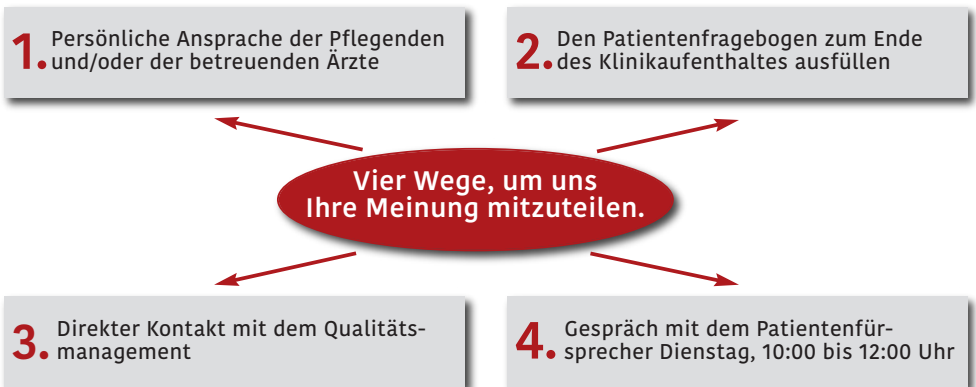 1. Persönliche Ansprache der Pflegenden
und/oder der betreuenden Ärzte
2. Den Patientenfragebogen zum Ende
des Klinikaufenthaltes ausfüllen
Vier Wege, um uns
Ihre Meinung mitzuteilen.
3. Direkter Kontakt mit dem Qualitäts-
management
4. Gespräch mit dem Patientenfür-
sprecher Dienstag, 10:00 bis 12:00 Uhr